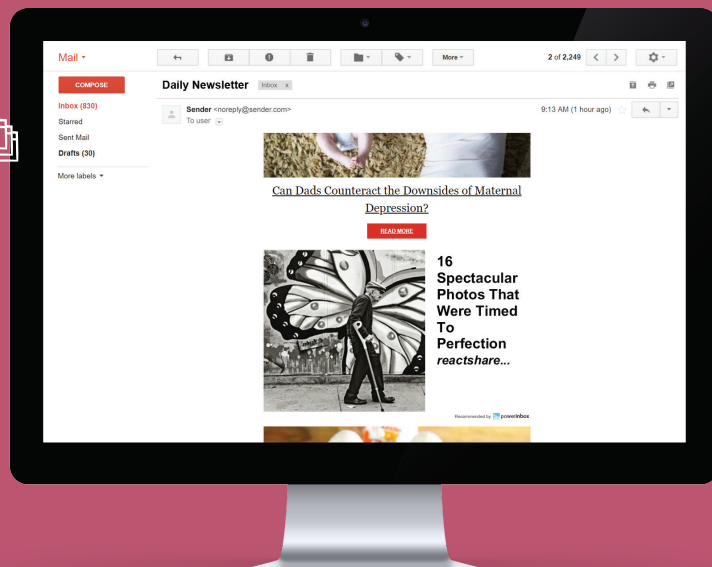 Mail
More
2 of 2,249
COMPOSE
Daily Newsletter
Inbox x
Inbox (830)
Starred
Sent Mail
Drafts (30)
More labels
Sender <noreply@sender.com>
To user
9:13 AM (1 hour ago)
Can Dads Counteract the Downsides of Maternal
Depression?
READ MORE
16
Spectacular
Photos That
Were Timed
To
Perfection
reactshare...
Recommended by powerinbox